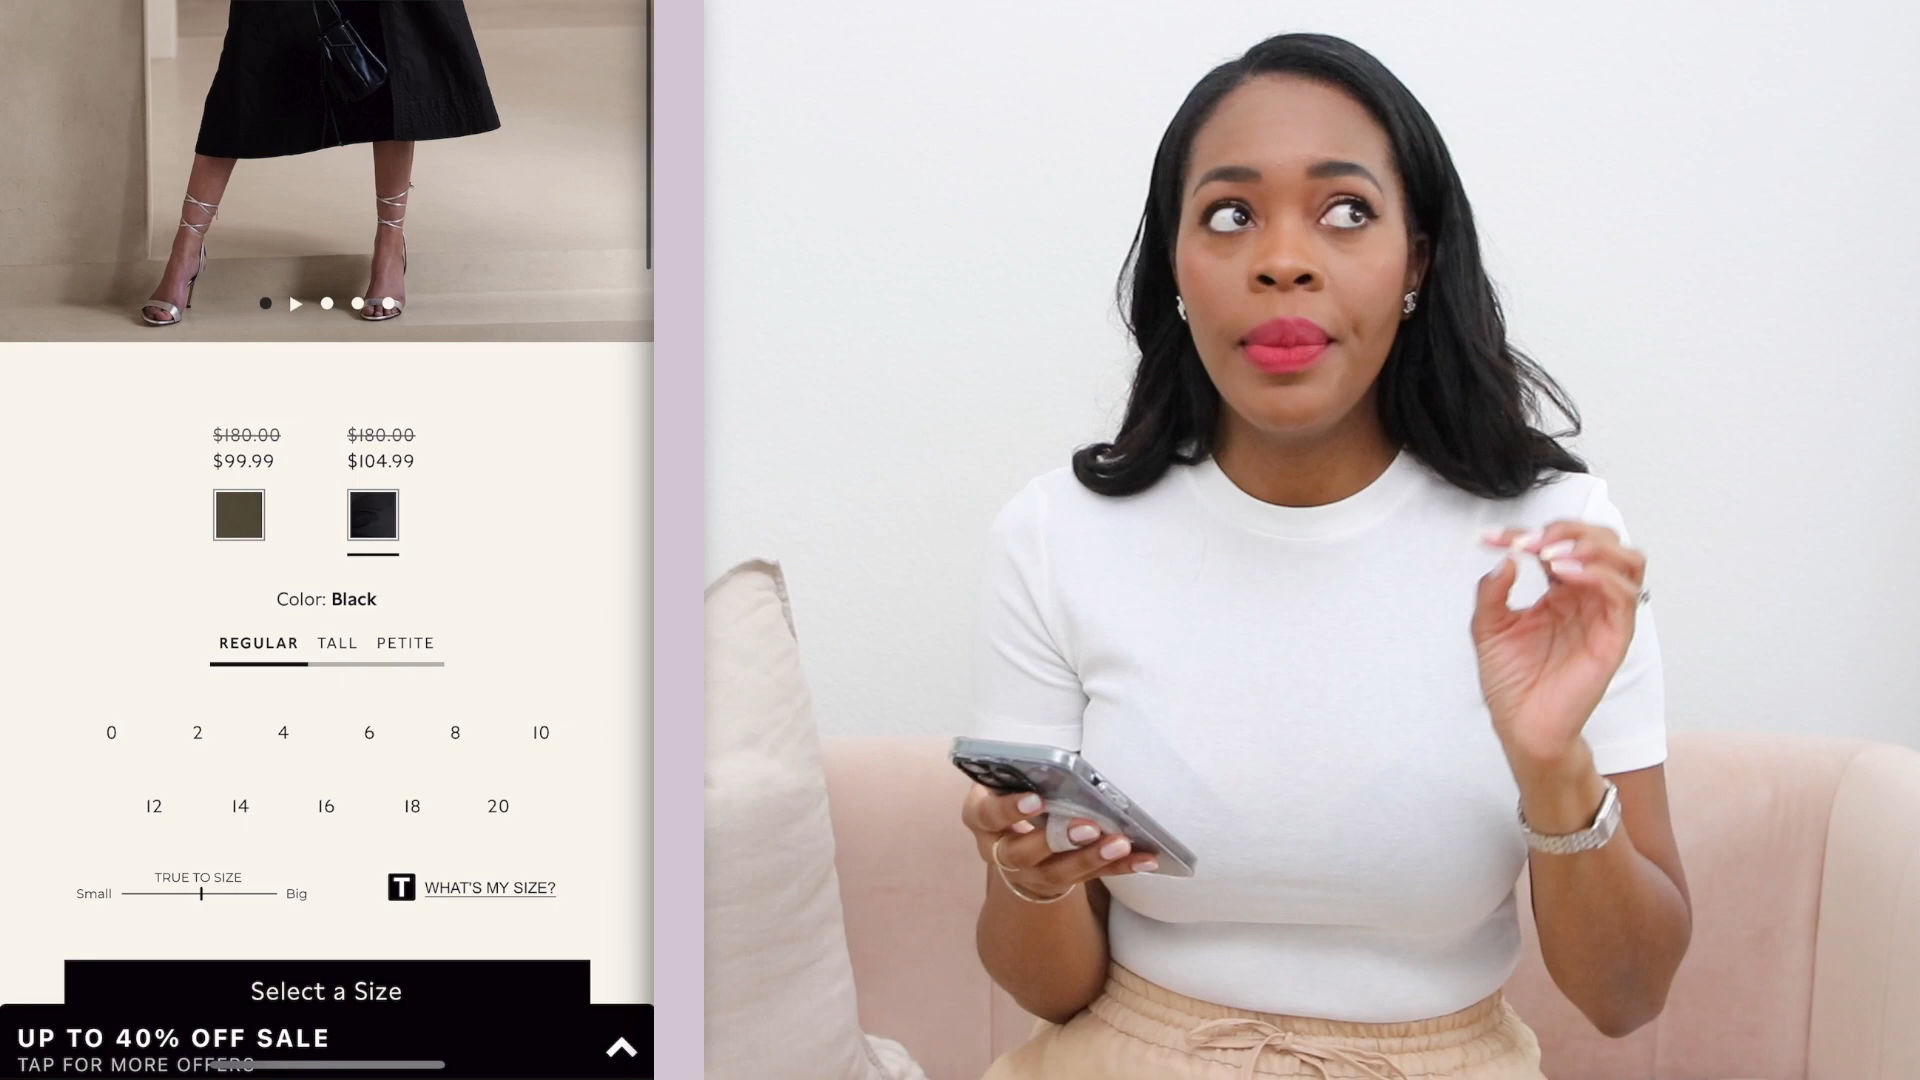 $180.00 $180.00
$99.99 $104.99
Color: Black
REGULAR TALL PETITE
0 2 4 6 8 10
12 14 16 18 20
TRUE TO SIZE
Small Big
T WHAT'S MY SIZE?
Select a Size
UP TO 40% OFF SALE
TAP FOR MORE OFFERS